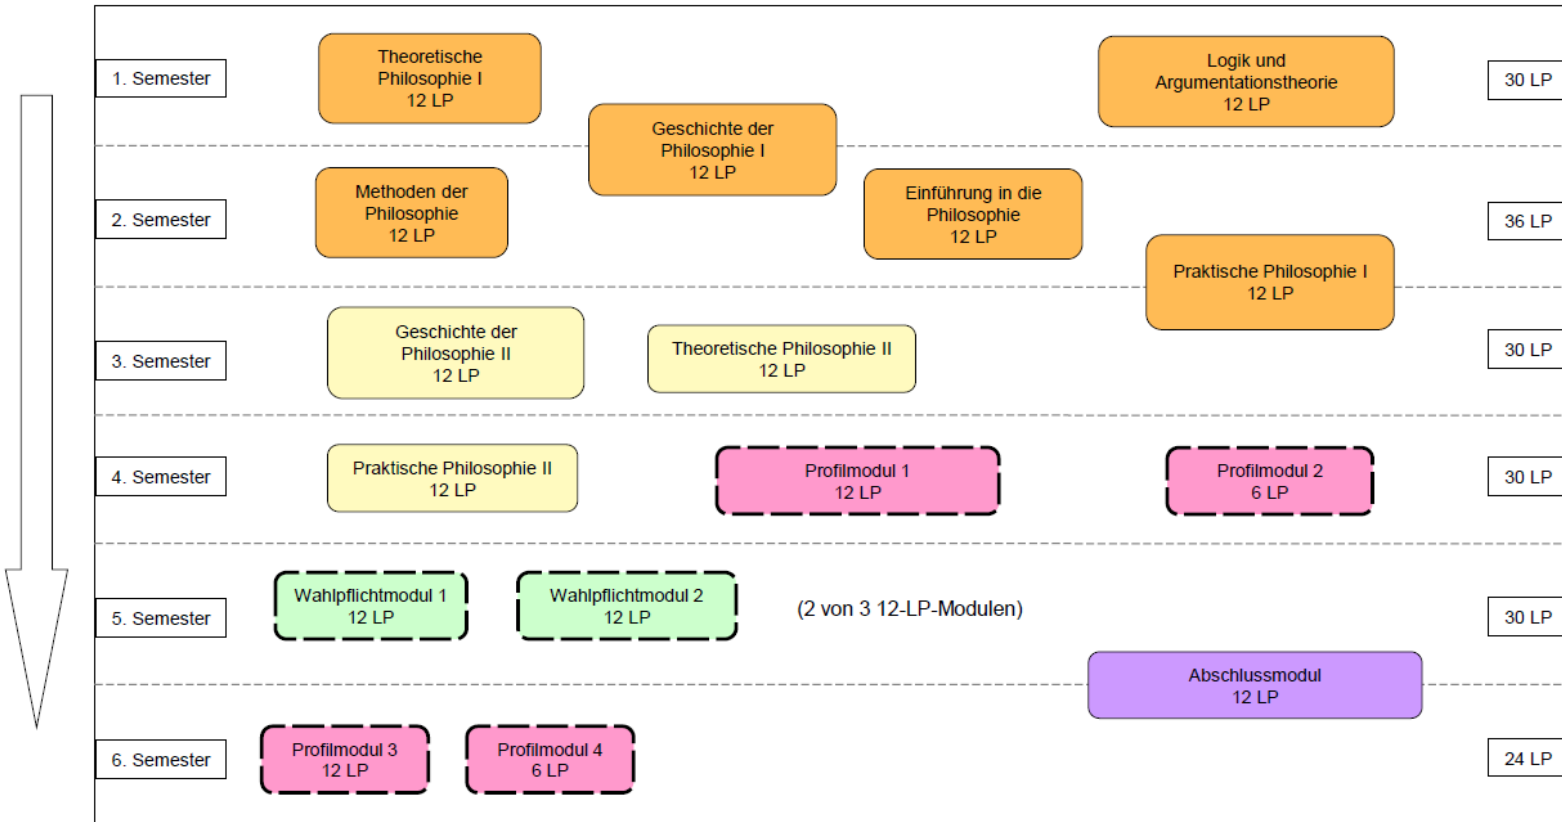 1. Semester
Theoretische
Philosophie I
12 LP
Logik und
Argumentationstheorie
12 LP
30 LP
Geschichte der
Philosophie I
12 LP
2. Semester
Methoden der
Philosophie
12 LP
Einführung in die
Philosophie
12 LP
36 LP
Praktische Philosophie I
12 LP
3. Semester
Geschichte der
Philosophie II
12 LP
Theoretische Philosophie II
12 LP
30 LP
4. Semester
Praktische Philosophie II
12 LP
Profilmodul 1
12 LP
Profilmodul 2
6 LP
30 LP
5. Semester
Wahlpflichtmodul 1
12 LP
Wahlpflichtmodul 2
12 LP
(2 von 3 12-LP-Modulen)
30 LP
Abschlussmodul
12 LP
6. Semester
Profilmodul 3
12 LP
Profilmodul 4
6 LP
24 LP